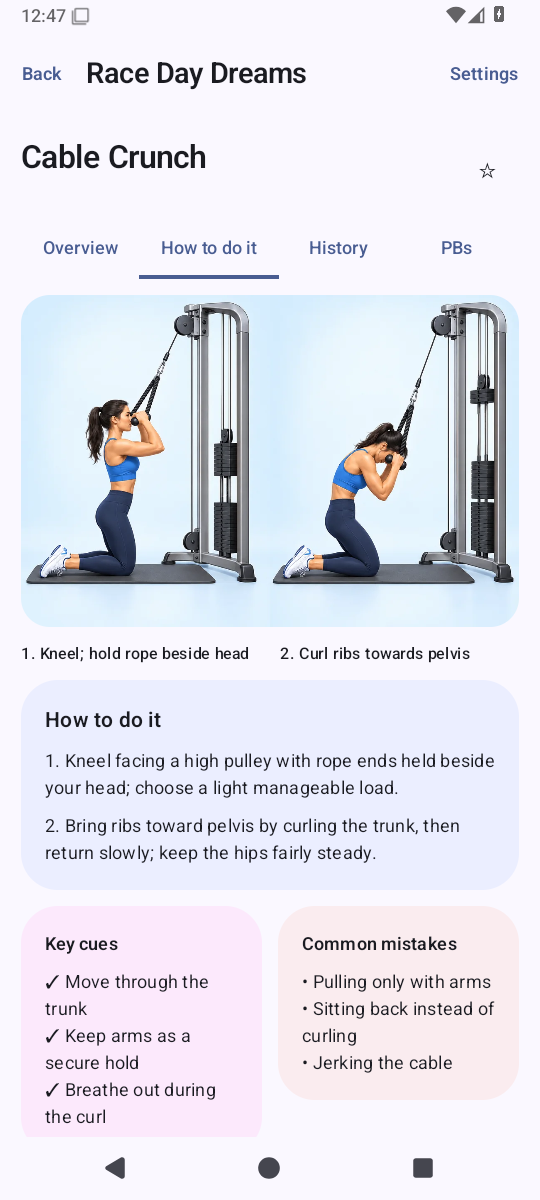 12:47
Back Race Day Dreams Settings
Cable Crunch ☆
Overview How to do it History PBs
1. Kneel; hold rope beside head 2. Curl ribs towards pelvis
How to do it
1. Kneel facing a high pulley with rope ends held beside
your head; choose a light manageable load.
2. Bring ribs toward pelvis by curling the trunk, then
return slowly; keep the hips fairly steady.
Key cues
✓ Move through the
trunk
✓ Keep arms as a
secure hold
✓ Breathe out during
the curl
Common mistakes
• Pulling only with arms
• Sitting back instead of
curling
• Jerking the cable